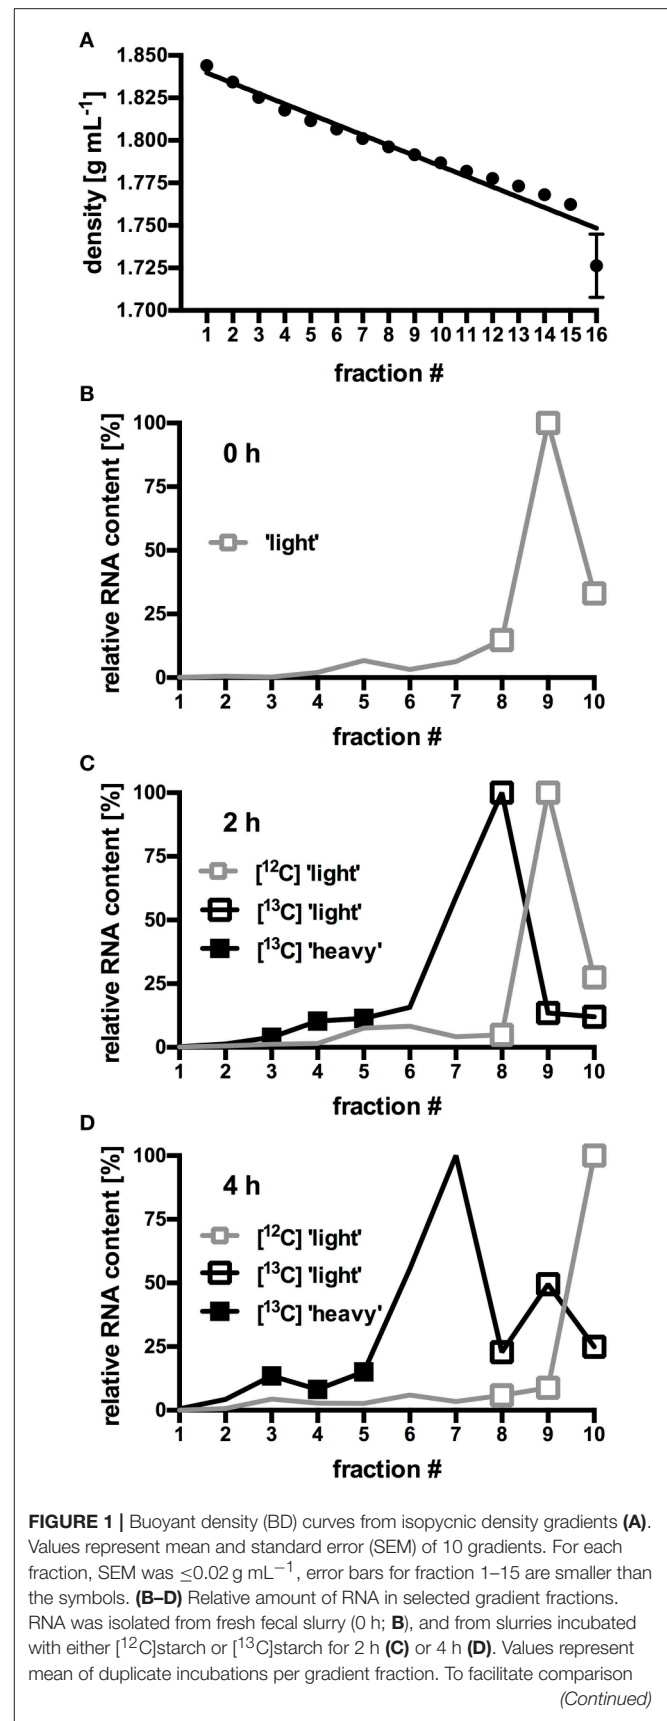 A
density [g mL-1]
1.850
1.825
1.800
1.775
1.750
1.725
1.700
1 2 3 4 5 6 7 8 9 10 11 12 13 14 15 16
fraction #
B
relative RNA content [%]
100
75
50
25
0
0 h
'light'
1 2 3 4 5 6 7 8 9 10
fraction #
C
relative RNA content [%]
100
75
50
25
0
2 h
[12C] 'light'
[13C] 'light'
[13C] 'heavy'
1 2 3 4 5 6 7 8 9 10
fraction #
D
relative RNA content [%]
100
75
50
25
0
4 h
[12C] 'light'
[13C] 'light'
[13C] 'heavy'
1 2 3 4 5 6 7 8 9 10
fraction #
FIGURE 1 | Buoyant density (BD) curves from isopycnic density gradients (A).
Values represent mean and standard error (SEM) of 10 gradients. For each
fraction, SEM was ≤0.02 g mL−1, error bars for fraction 1–15 are smaller than
the symbols. (B–D) Relative amount of RNA in selected gradient fractions.
RNA was isolated from fresh fecal slurry (0 h; B), and from slurries incubated
with either [12C]starch or [13C]starch for 2 h (C) or 4 h (D). Values represent
mean of duplicate incubations per gradient fraction. To facilitate comparison
(Continued)